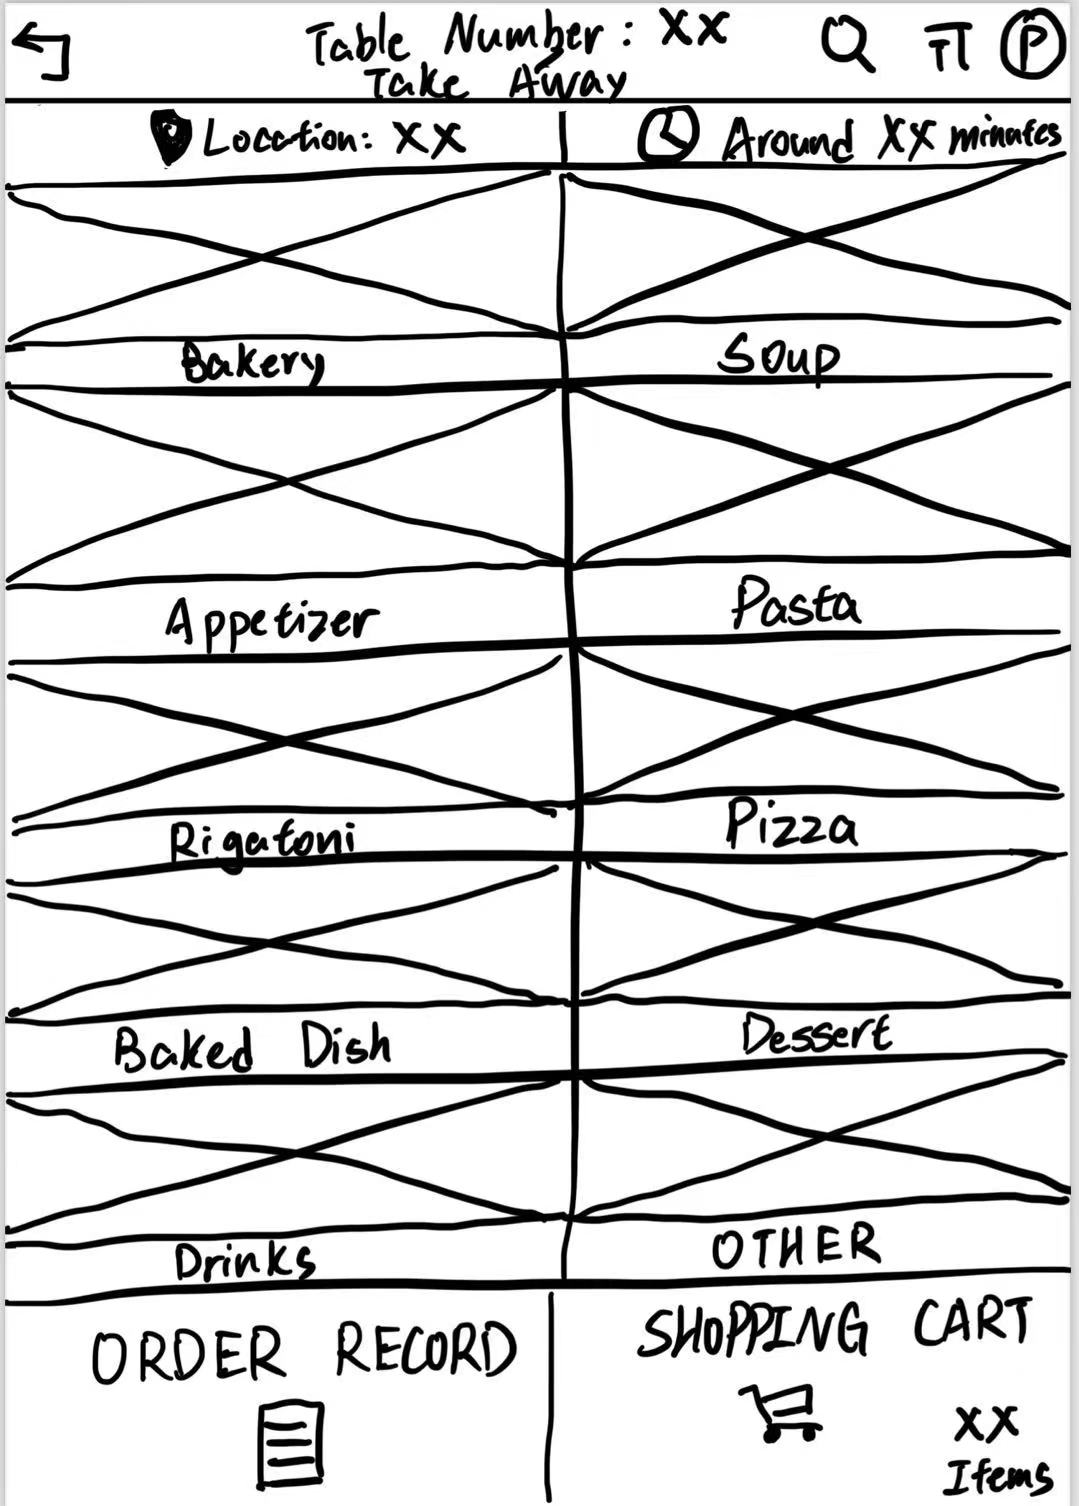 Table Number: XX
Take Away
TT
P
Location: XX
Around XX minutes
Bakery
Soup
Appetizer
Pasta
Rigatoni
Pizza
Baked Dish
Dessert
Drinks
OTHER
ORDER RECORD
SHOPPING CART
XX
Items